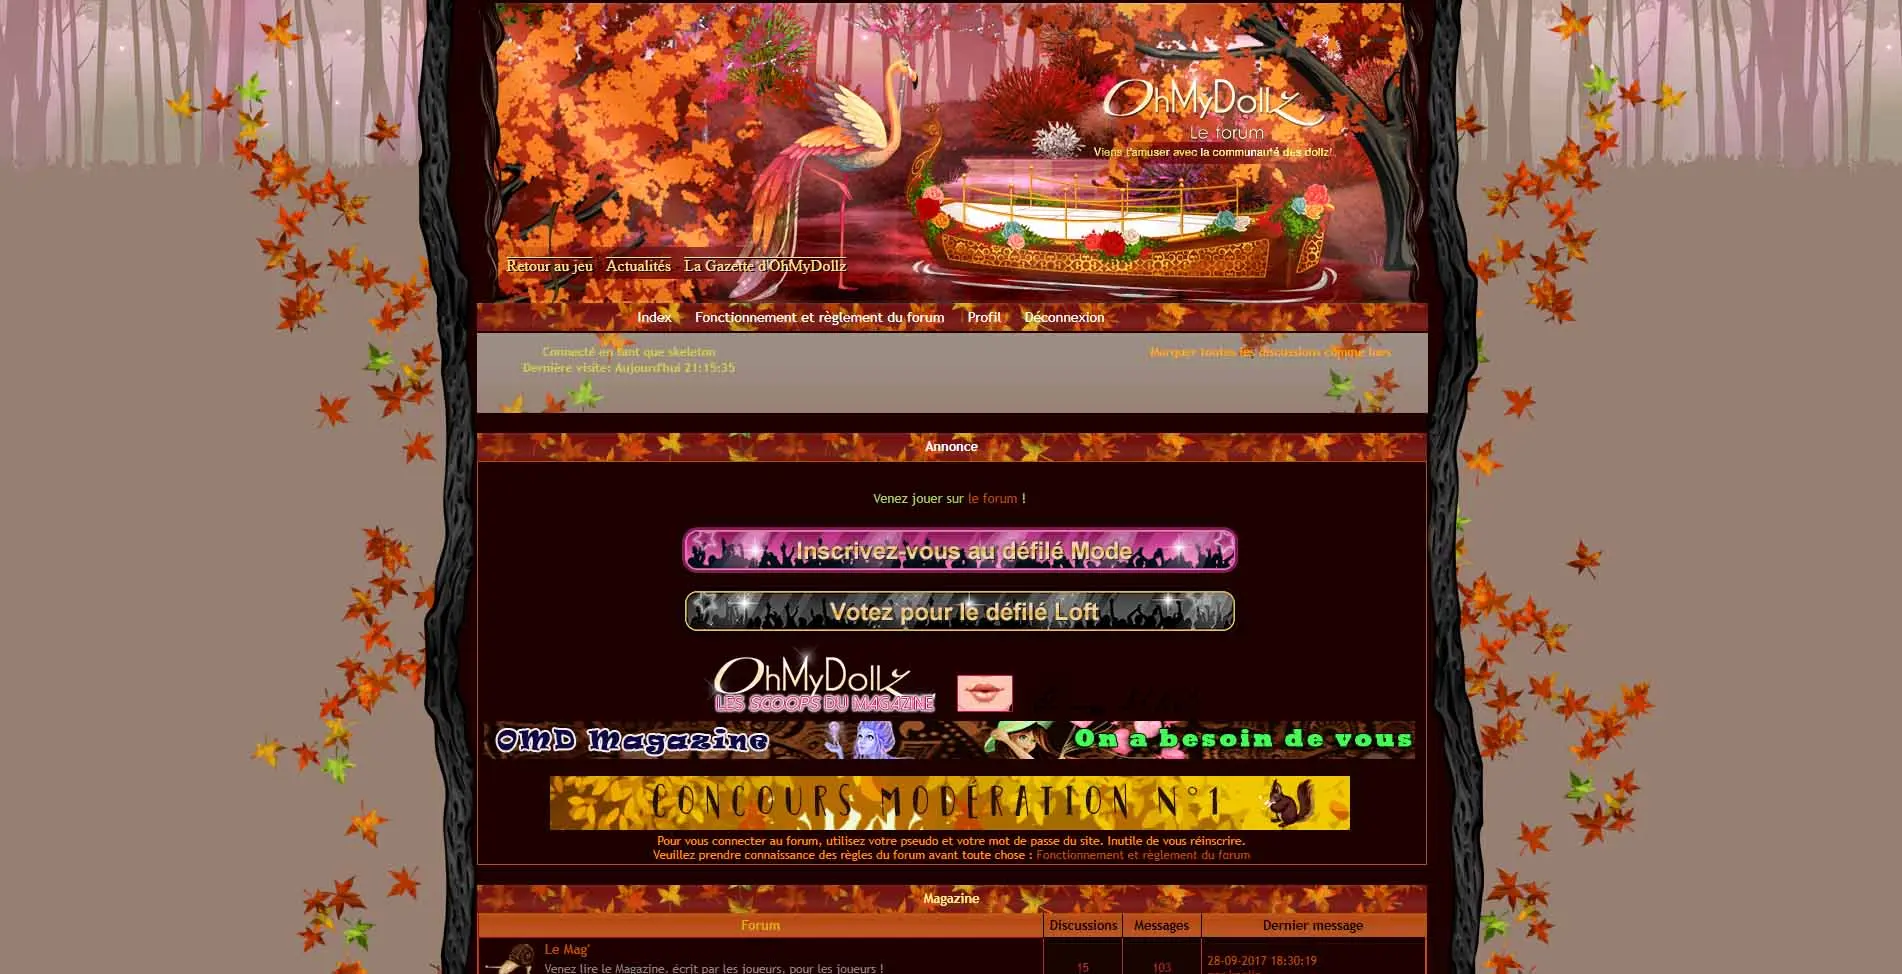 OhMyDollz
Le forum
Viens t'amuser avec la communauté des dollz!
Retour au jeu Actualités La Gazette d'OhMyDollz
Index Fonctionnement et règlement du forum Profil Déconnexion
Connecté en tant que skeleton
Marquer toutes les discussions comme lues
Dernière visite: Aujourd'hui 21:15:35
Annonce
Venez jouer sur le forum !
Inscrivez-vous au défilé Mode
Votez pour le défilé Loft
OhMyDollz
LES SCOOPS DU MAGAZINE
OMD Magazine On a besoin de vous
CONCOURS MODÉRATION N°1
Pour vous connecter au forum, utilisez votre pseudo et votre mot de passe du site. Inutile de vous réinscrire.
Veuillez prendre connaissance des règles du forum avant toute chose : Fonctionnement et règlement du forum
Magazine
Forum Discussions Messages Dernier message
Le Mag'
Venez lire le Magazine, écrit par les joueurs, pour les joueurs !
15 103 28-09-2017 18:30:19